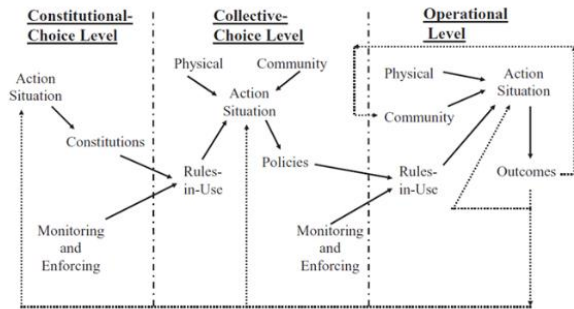 Constitutional-
Choice Level
Collective-
Choice Level
Operational
Level
Action
Situation
Constitutions
Monitoring
and
Enforcing
Physical
Community
Action
Situation
Policies
Rules-
in-Use
Monitoring
and
Enforcing
Physical
Community
Action
Situation
Rules-
in-Use
Outcomes